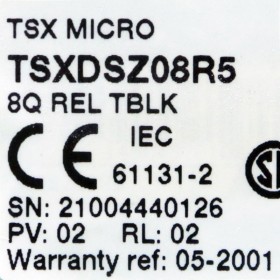 TSX MICRO
TSXDSZ08R5
8Q REL TBLK
CE IEC
61131-2
SN: 21004440126
PV: 02 RL: 02
Warranty ref: 05-2001